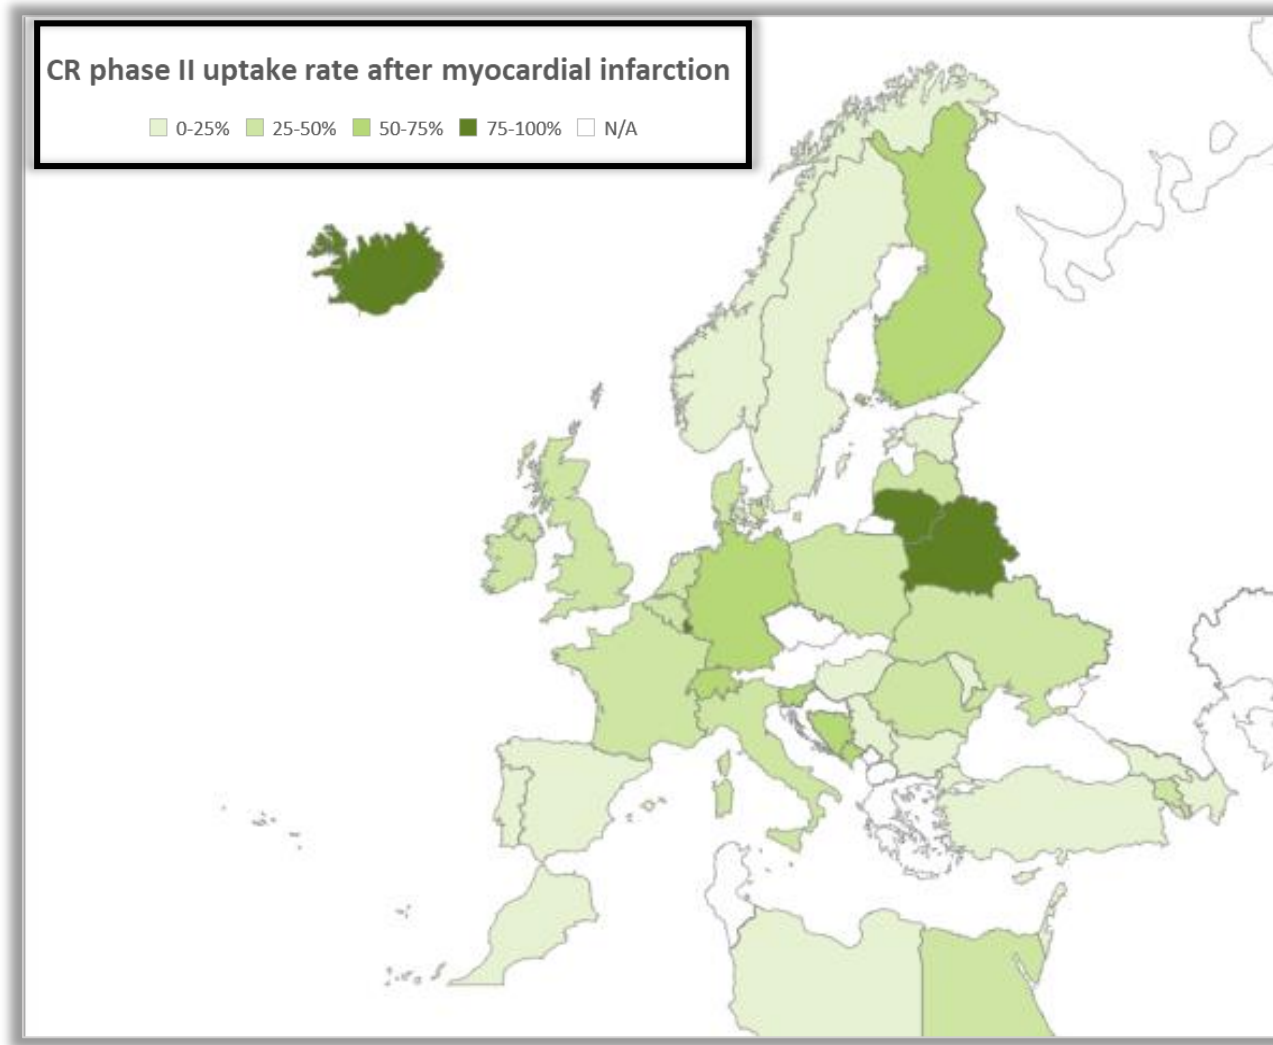 CR phase II uptake rate after myocardial infarction
0-25% 25-50% 50-75% 75-100% N/A